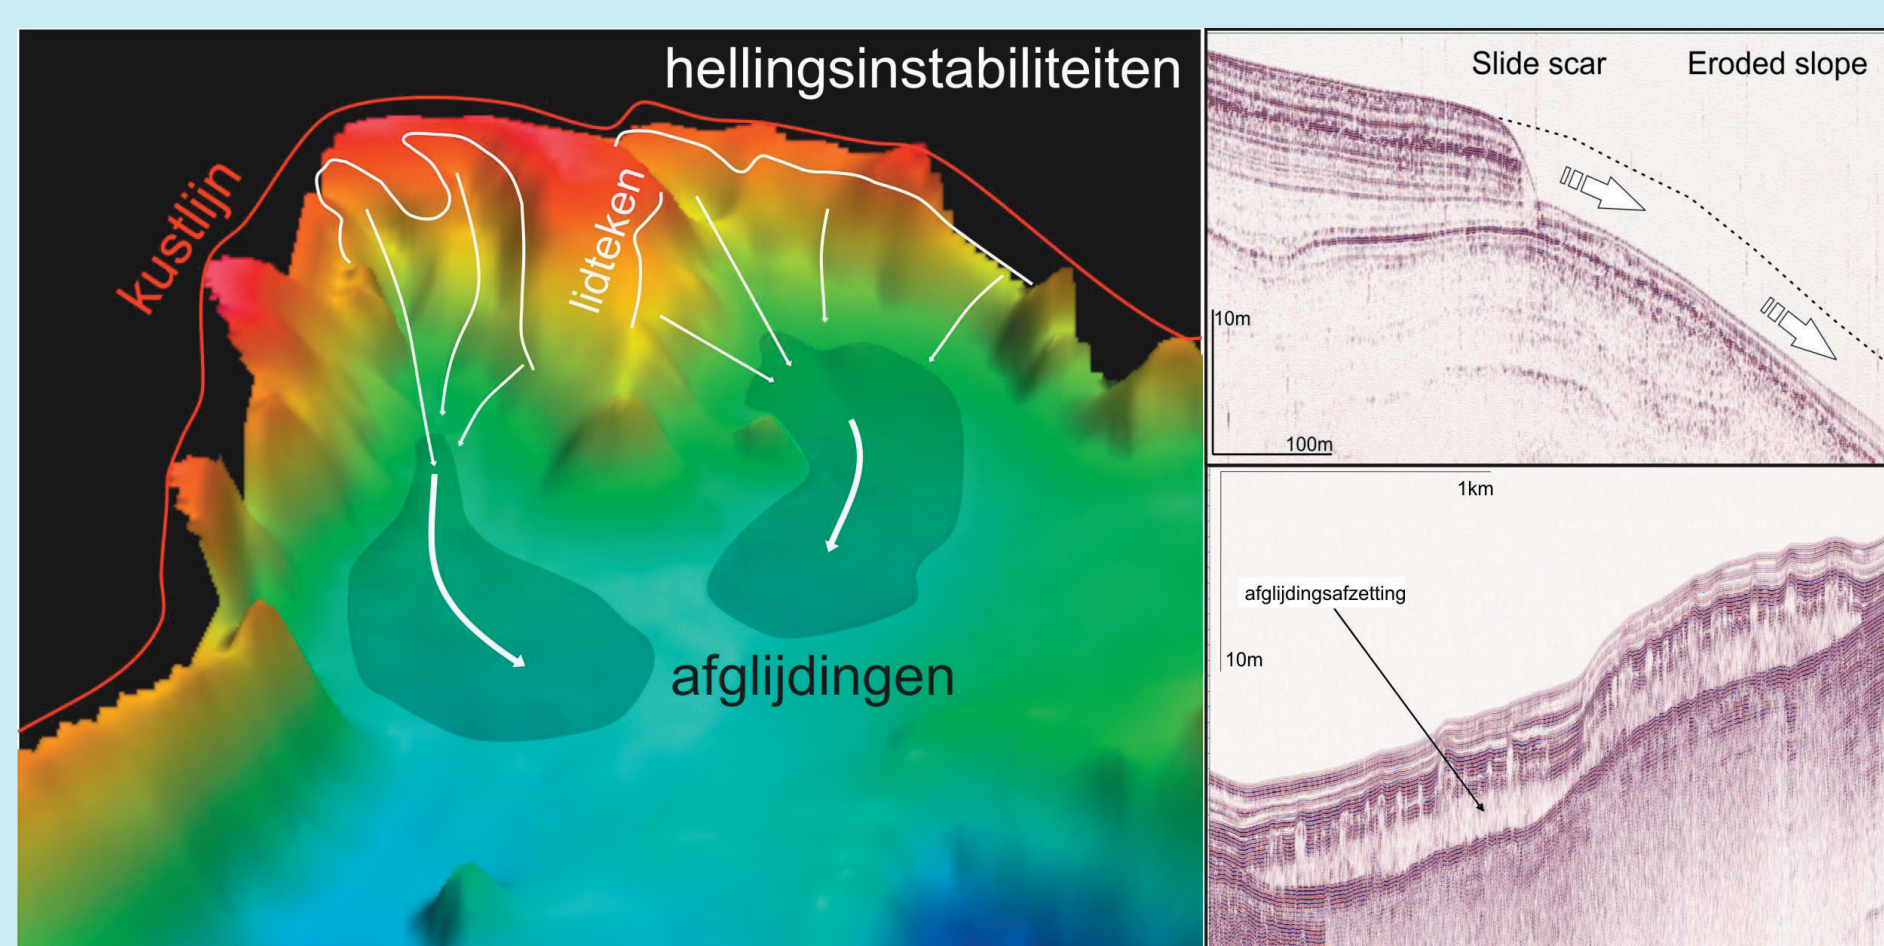 hellingsinstabiliteiten
kustlijn
lidteken
afglijdingen
Slide scar
Eroded slope
10m
100m
1km
afglijdingsafzetting
10m